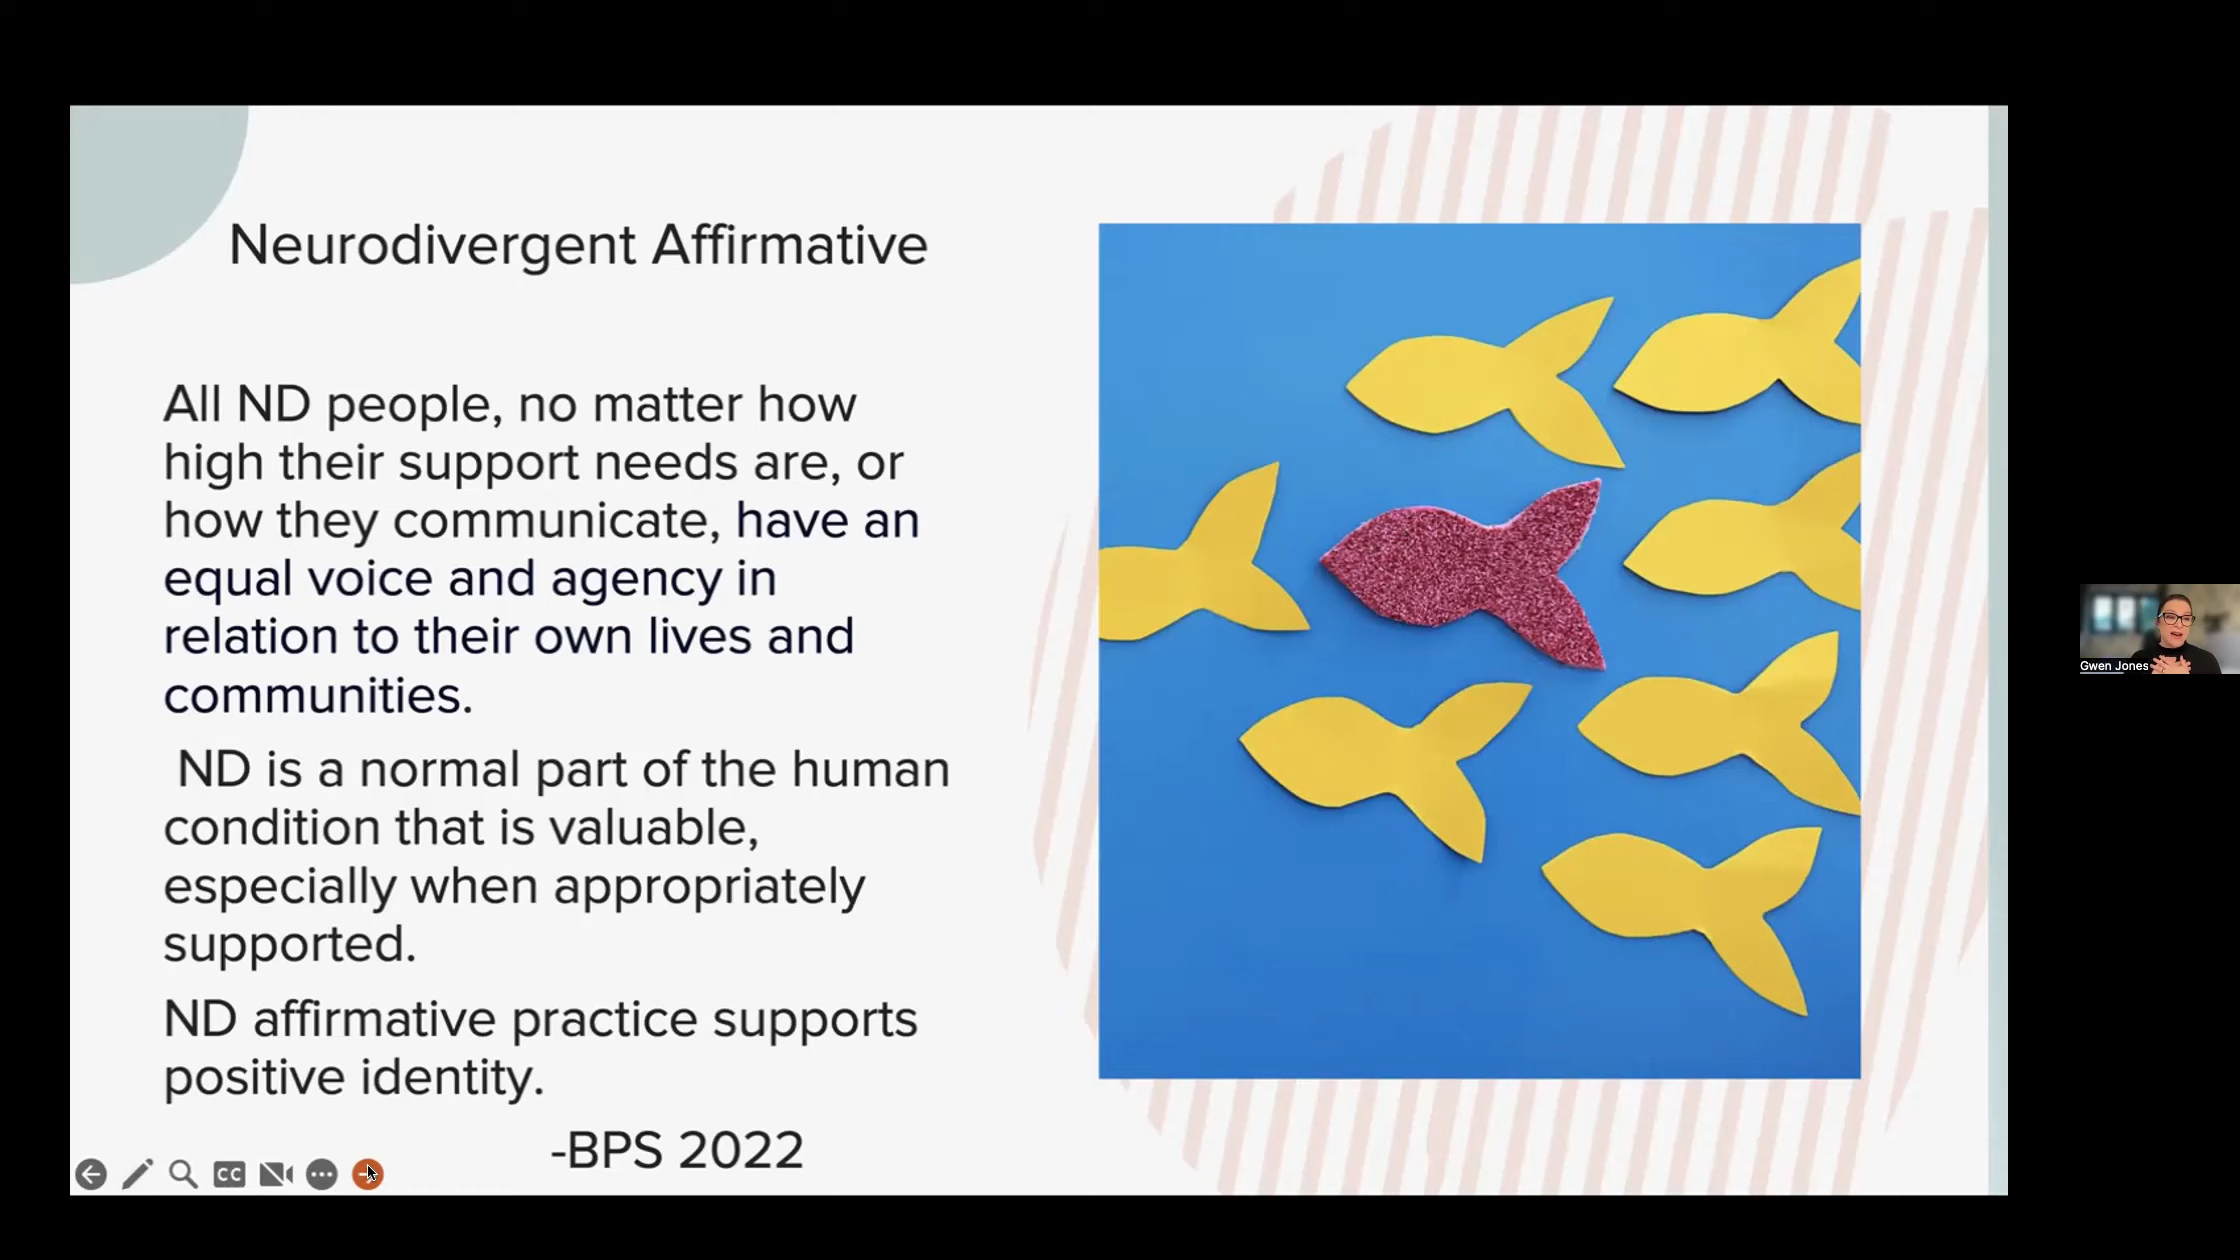 Neurodivergent Affirmative
All ND people, no matter how
high their support needs are, or
how they communicate, have an
equal voice and agency in
relation to their own lives and
communities.
ND is a normal part of the human
condition that is valuable,
especially when appropriately
supported.
ND affirmative practice supports
positive identity.
-BPS 2022
CC
Gwen Jones